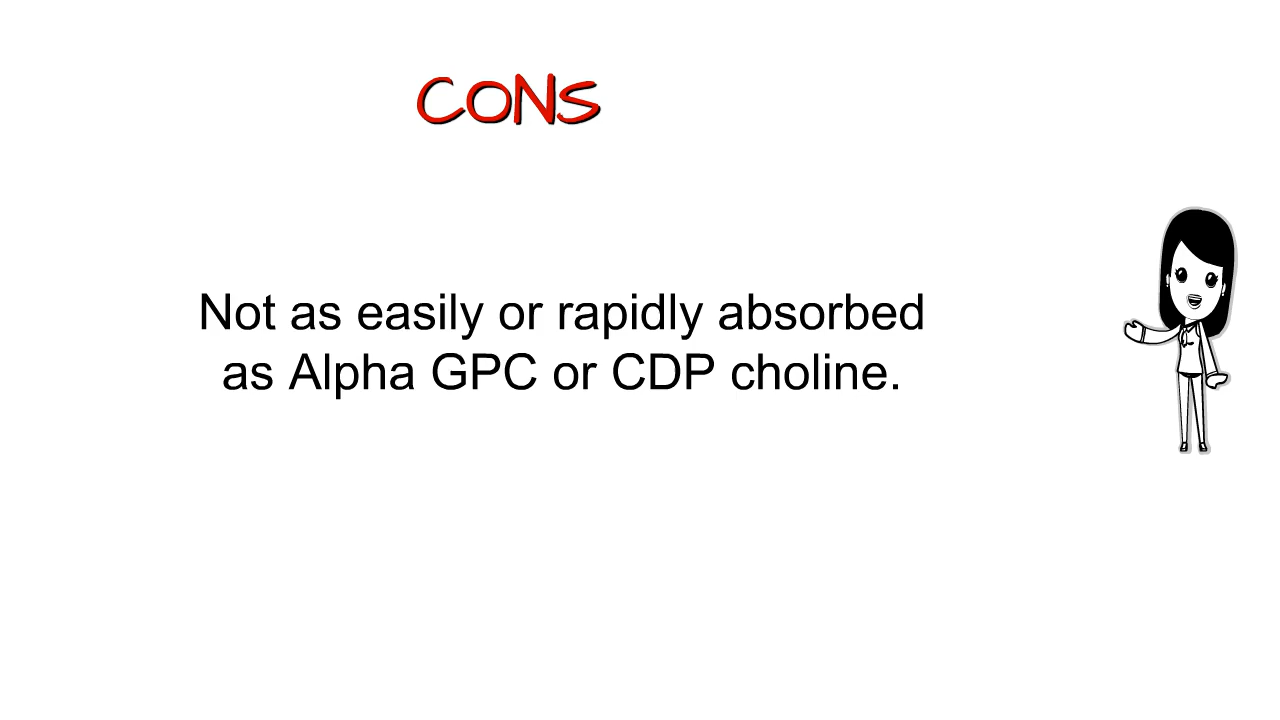 CONS
Not as easily or rapidly absorbed
as Alpha GPC or CDP choline.